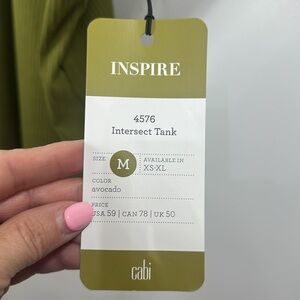 INSPIRE
4576
Intersect Tank
SIZE M AVAILABLE IN
XS-XL
COLOR
avocado
PRICE
USA 59 | CAN 78 | UK 50
cabi